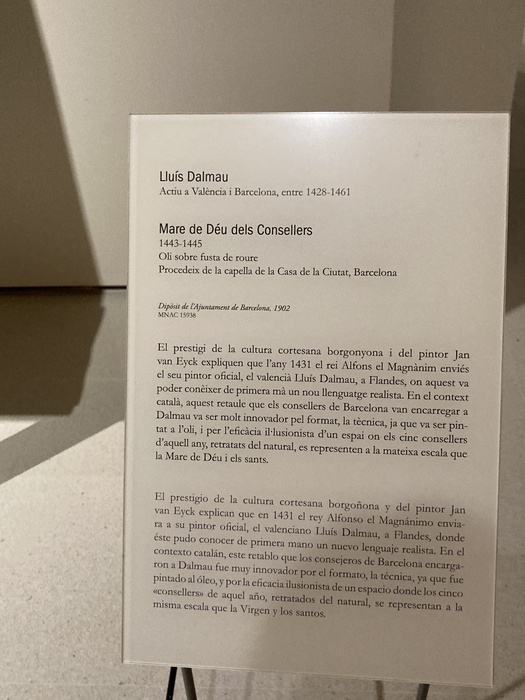 Lluís Dalmau
Actiu a València i Barcelona, entre 1428-1461
Mare de Déu dels Consellers
1443-1445
Oli sobre fusta de roure
Procedeix de la capella de la Casa de la Ciutat, Barcelona
Dipòsit de l'Ajuntament de Barcelona, 1902
MNAC 15938
El prestigi de la cultura cortesana borgonyona i del pintor Jan
van Eyck expliquen que l'any 1431 el rei Alfons el Magnànim enviés
el seu pintor oficial, el valencià Lluís Dalmau, a Flandes, on aquest va
poder conèixer de primera mà un nou llenguatge realista. En el context
català, aquest retaule que els consellers de Barcelona van encarregar a
Dalmau va ser molt innovador pel format, la tècnica, ja que va ser pin-
tat a l'oli, i per l'eficàcia il·lusionista d'un espai on els cinc consellers
d'aquell any, retratats del natural, es representen a la mateixa escala que
la Mare de Déu i els sants.
El prestigio de la cultura cortesana borgoñona y del pintor Jan
van Eyck explican que en 1431 el rey Alfonso el Magnánimo envia-
ra a su pintor oficial, el valenciano Lluís Dalmau, a Flandes, donde
éste pudo conocer de primera mano un nuevo lenguaje realista. En el
contexto catalán, este retablo que los consejeros de Barcelona encarga-
ron a Dalmau fue muy innovador por el formato, la técnica, ya que fue
pintado al óleo, y por la eficacia ilusionista de un espacio donde los cinco
«consellers» de aquel año, retratados del natural, se representan a la
misma escala que la Virgen y los santos.